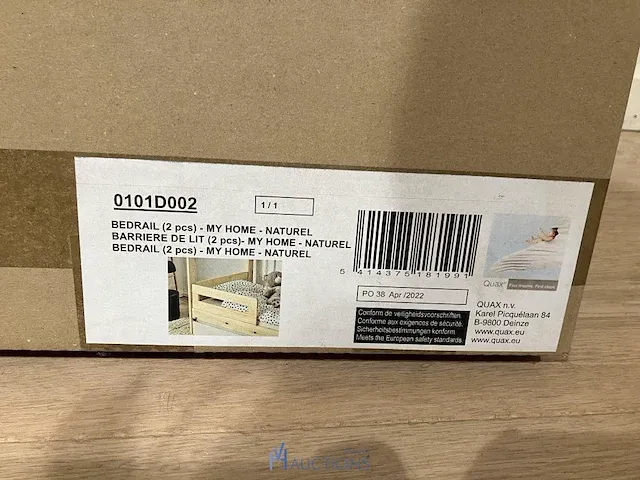 0101D002
1 / 1
BEDRAIL (2 pcs) - MY HOME - NATUREL
BARRIERE DE LIT (2 pcs)- MY HOME - NATUREL
BEDRAIL (2 pcs) - MY HOME - NATUREL
5 414375 181991
PO 38 Apr /2022
Conform de veiligheidsvoorschriften.
Conforme aux exigences de sécurité.
Sicherheitsbestimmungen konform.
Meets the European safety standards.
Quax
QUAX n.v.
Karel Picquélaan 84
B-9800 Deinze
www.quax.eu
www.quax.eu